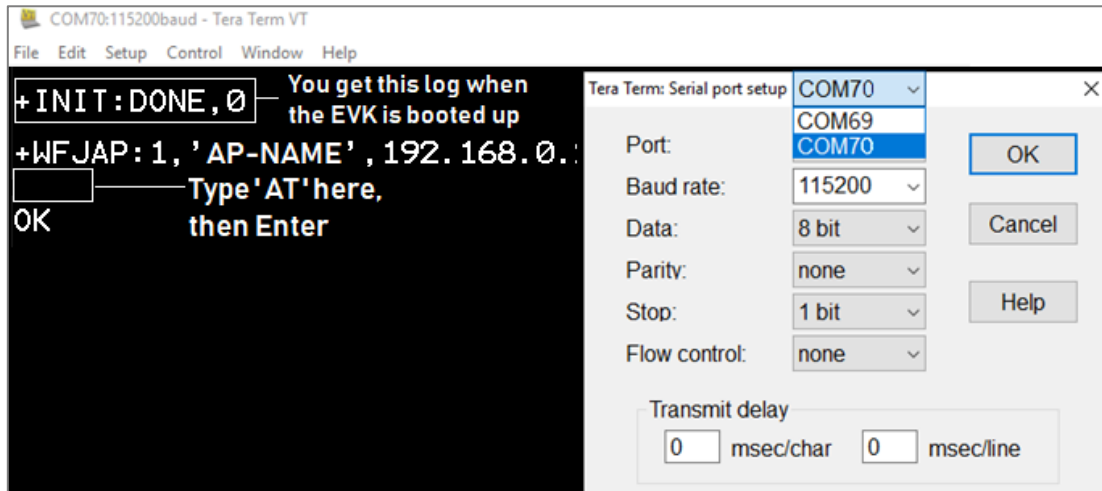 COM70:115200baud - Tera Term VT
File Edit Setup Control Window Help
+INIT:DONE,0
You get this log when
the EVK is booted up
+WFJAP:1,'AP-NAME',192.168.0.
Type'AT'here,
then Enter
OK
Tera Term: Serial port setup
COM70
COM69
COM70
Port:
Baud rate: 115200
Data: 8 bit
Parity: none
Stop: 1 bit
Flow control: none
OK
Cancel
Help
Transmit delay
0 msec/char 0 msec/line